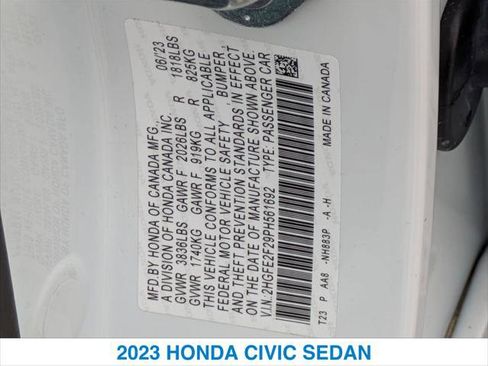 MFD BY HONDA OF CANADA MFG. 06/'23
A DIVISION OF HONDA CANADA INC.
GVWR 3836LBS GAWR F 2026LBS R 1818LBS
GVWR 1740KG GAWR F 919KG R 825KG
THIS VEHICLE CONFORMS TO ALL APPLICABLE
FEDERAL MOTOR VEHICLE SAFETY, BUMPER,
AND THEFT PREVENTION STANDARDS IN EFFECT
ON THE DATE OF MANUFACTURE SHOWN ABOVE.
V.I.N. 2HGFE2F29PH561692 TYPE: PASSENGER CAR
T23 P AA8 -NH883P -A -H MADE IN CANADA
2023 HONDA CIVIC SEDAN